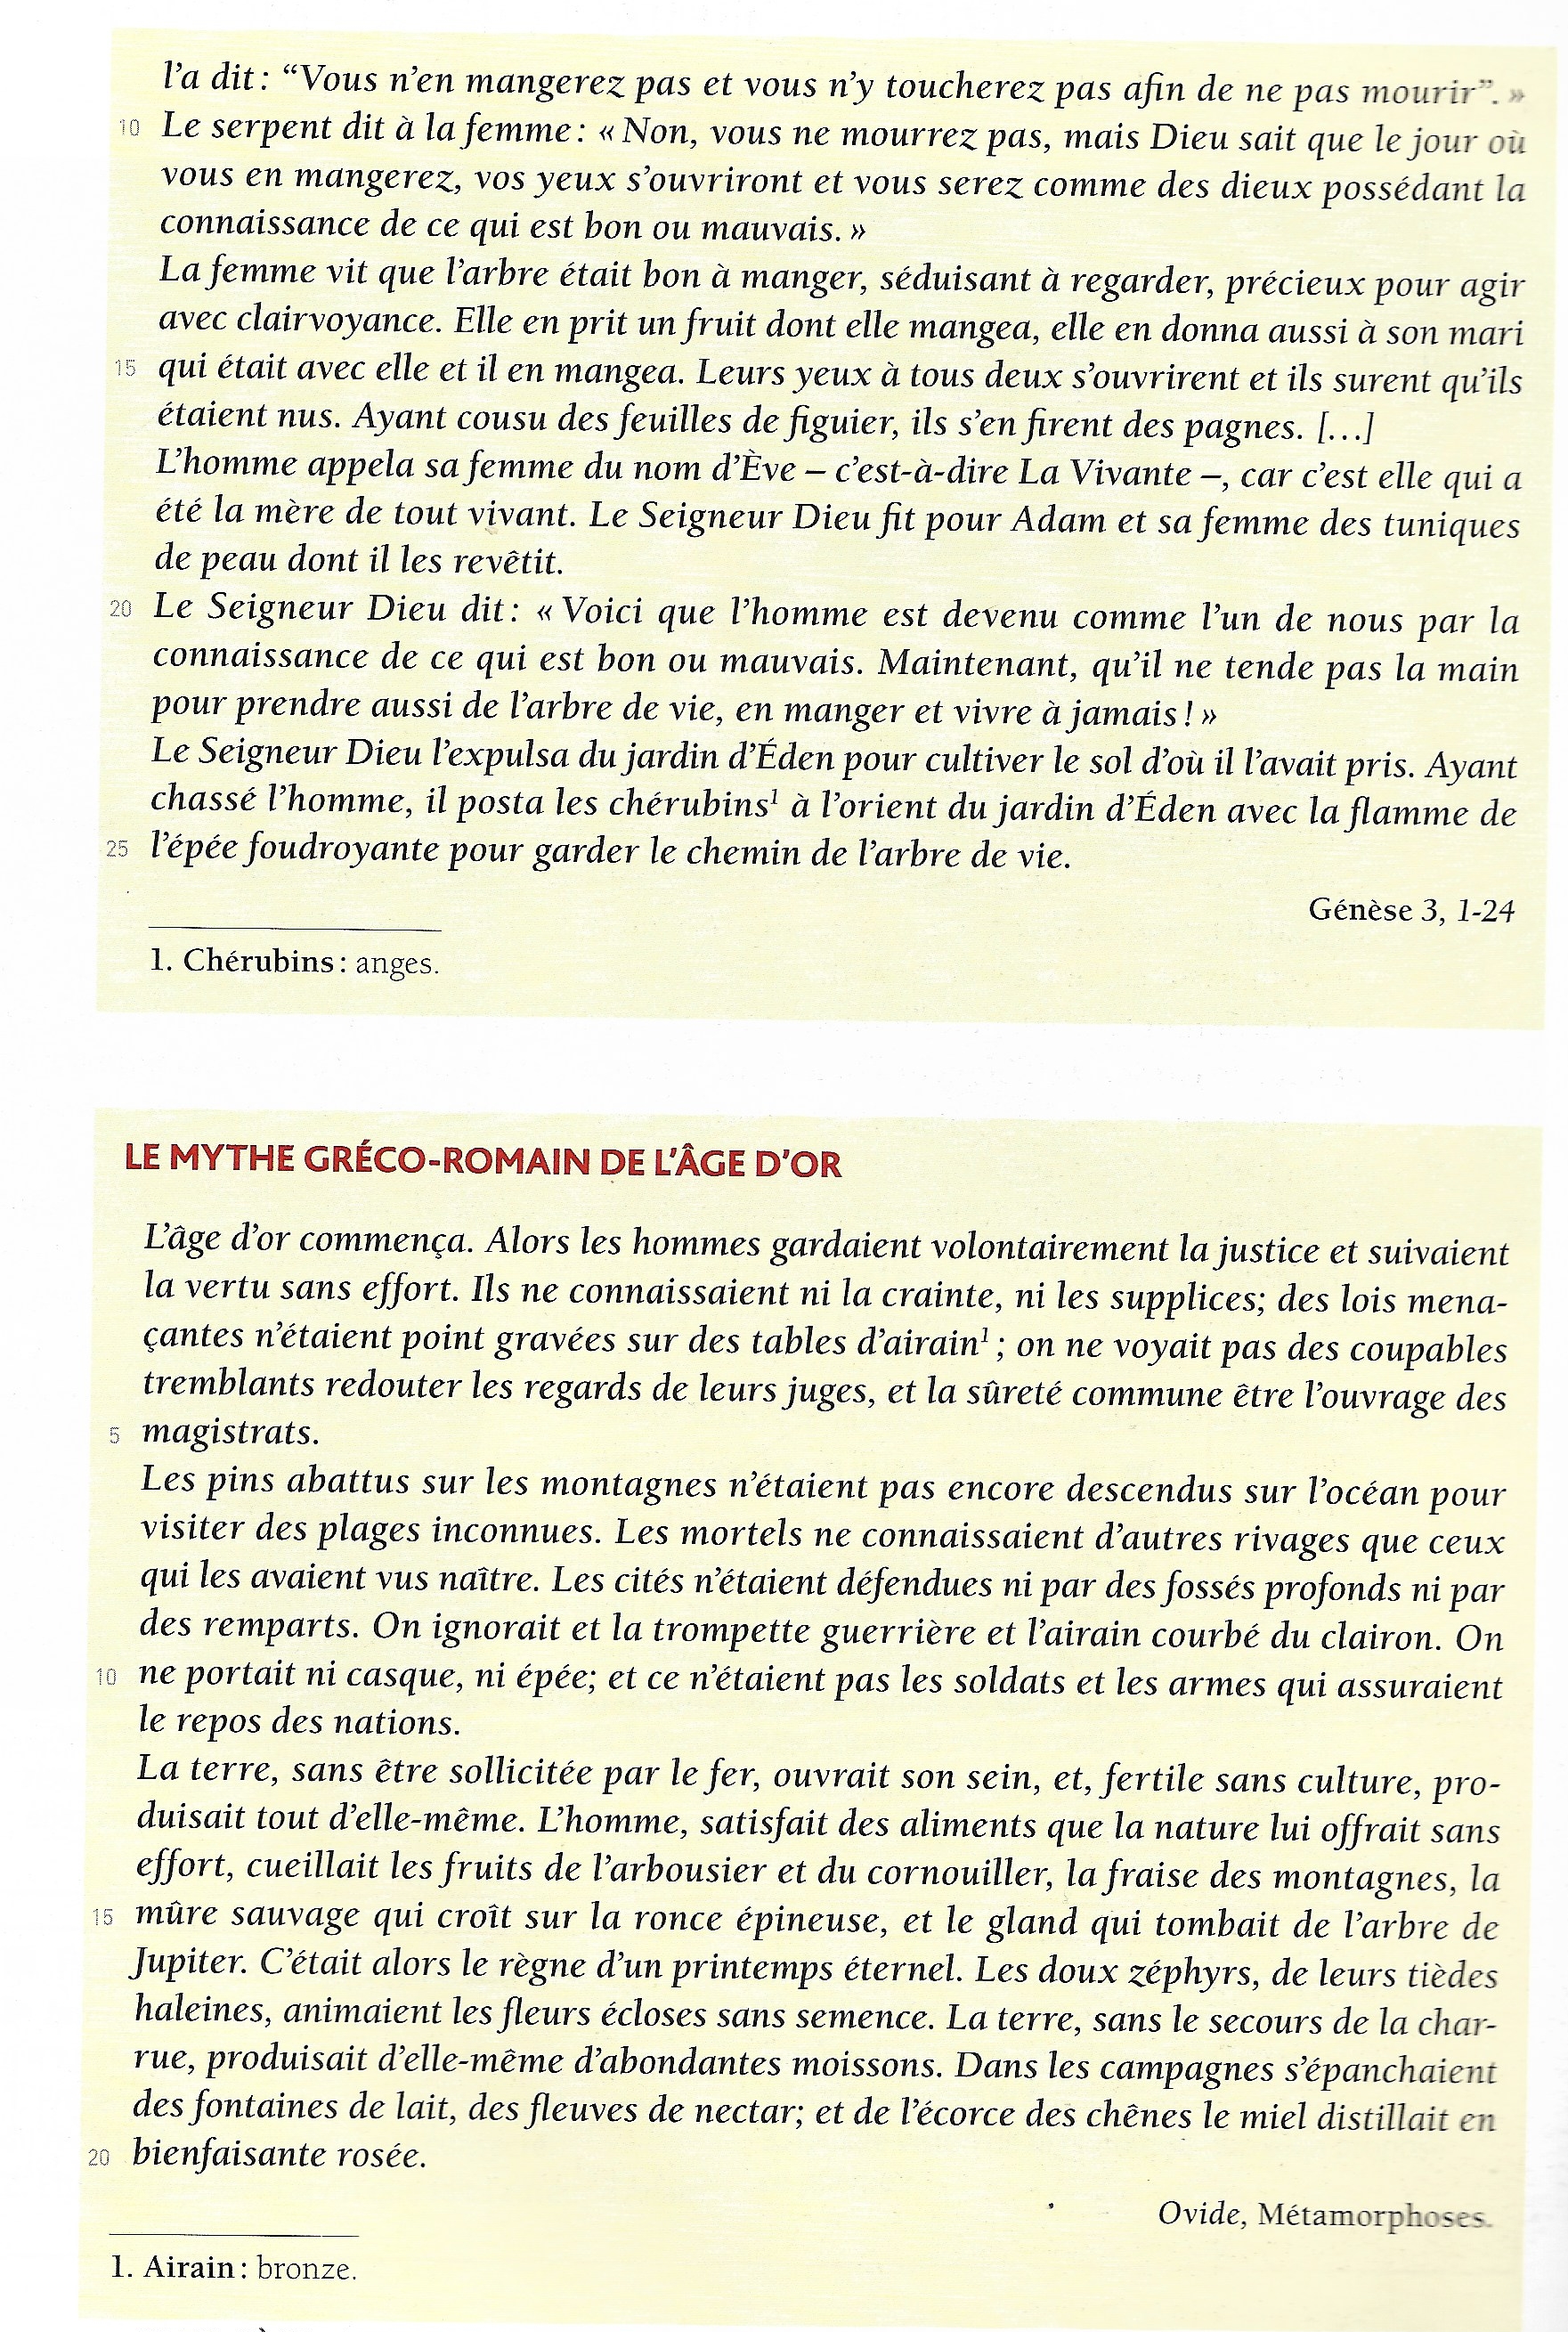 l'a dit : “Vous n'en mangerez pas et vous n'y toucherez pas afin de ne pas mourir”. »
10 Le serpent dit à la femme : « Non, vous ne mourrez pas, mais Dieu sait que le jour où
vous en mangerez, vos yeux s'ouvriront et vous serez comme des dieux possédant la
connaissance de ce qui est bon ou mauvais. »
La femme vit que l'arbre était bon à manger, séduisant à regarder, précieux pour agir
avec clairvoyance. Elle en prit un fruit dont elle mangea, elle en donna aussi à son mari
15 qui était avec elle et il en mangea. Leurs yeux à tous deux s'ouvrirent et ils surent qu'ils
étaient nus. Ayant cousu des feuilles de figuier, ils s'en firent des pagnes. [...]
L'homme appela sa femme du nom d'Ève – c'est-à-dire La Vivante –, car c'est elle qui a
été la mère de tout vivant. Le Seigneur Dieu fit pour Adam et sa femme des tuniques
de peau dont il les revêtit.
20 Le Seigneur Dieu dit : « Voici que l'homme est devenu comme l'un de nous par la
connaissance de ce qui est bon ou mauvais. Maintenant, qu'il ne tende pas la main
pour prendre aussi de l'arbre de vie, en manger et vivre à jamais ! »
Le Seigneur Dieu l'expulsa du jardin d'Éden pour cultiver le sol d'où il l'avait pris. Ayant
chassé l'homme, il posta les chérubins¹ à l'orient du jardin d'Éden avec la flamme de
25 l'épée foudroyante pour garder le chemin de l'arbre de vie.
Génèse 3, 1-24
1. Chérubins : anges.
LE MYTHE GRÉCO-ROMAIN DE L'ÂGE D'OR
L'âge d'or commença. Alors les hommes gardaient volontairement la justice et suivaient
la vertu sans effort. Ils ne connaissaient ni la crainte, ni les supplices; des lois mena-
çantes n'étaient point gravées sur des tables d'airain¹ ; on ne voyait pas des coupables
tremblants redouter les regards de leurs juges, et la sûreté commune être l'ouvrage des
5 magistrats.
Les pins abattus sur les montagnes n'étaient pas encore descendus sur l'océan pour
visiter des plages inconnues. Les mortels ne connaissaient d'autres rivages que ceux
qui les avaient vus naître. Les cités n'étaient défendues ni par des fossés profonds ni par
des remparts. On ignorait et la trompette guerrière et l'airain courbé du clairon. On
10 ne portait ni casque, ni épée; et ce n'étaient pas les soldats et les armes qui assuraient
le repos des nations.
La terre, sans être sollicitée par le fer, ouvrait son sein, et, fertile sans culture, pro-
duisait tout d'elle-même. L'homme, satisfait des aliments que la nature lui offrait sans
effort, cueillait les fruits de l'arbousier et du cornouiller, la fraise des montagnes, la
15 mûre sauvage qui croît sur la ronce épineuse, et le gland qui tombait de l'arbre de
Jupiter. C'était alors le règne d'un printemps éternel. Les doux zéphyrs, de leurs tièdes
haleines, animaient les fleurs écloses sans semence. La terre, sans le secours de la char-
rue, produisait d'elle-même d'abondantes moissons. Dans les campagnes s'épanchaient
des fontaines de lait, des fleuves de nectar; et de l'écorce des chênes le miel distillait en
20 bienfaisante rosée.
Ovide, Métamorphoses.
1. Airain : bronze.